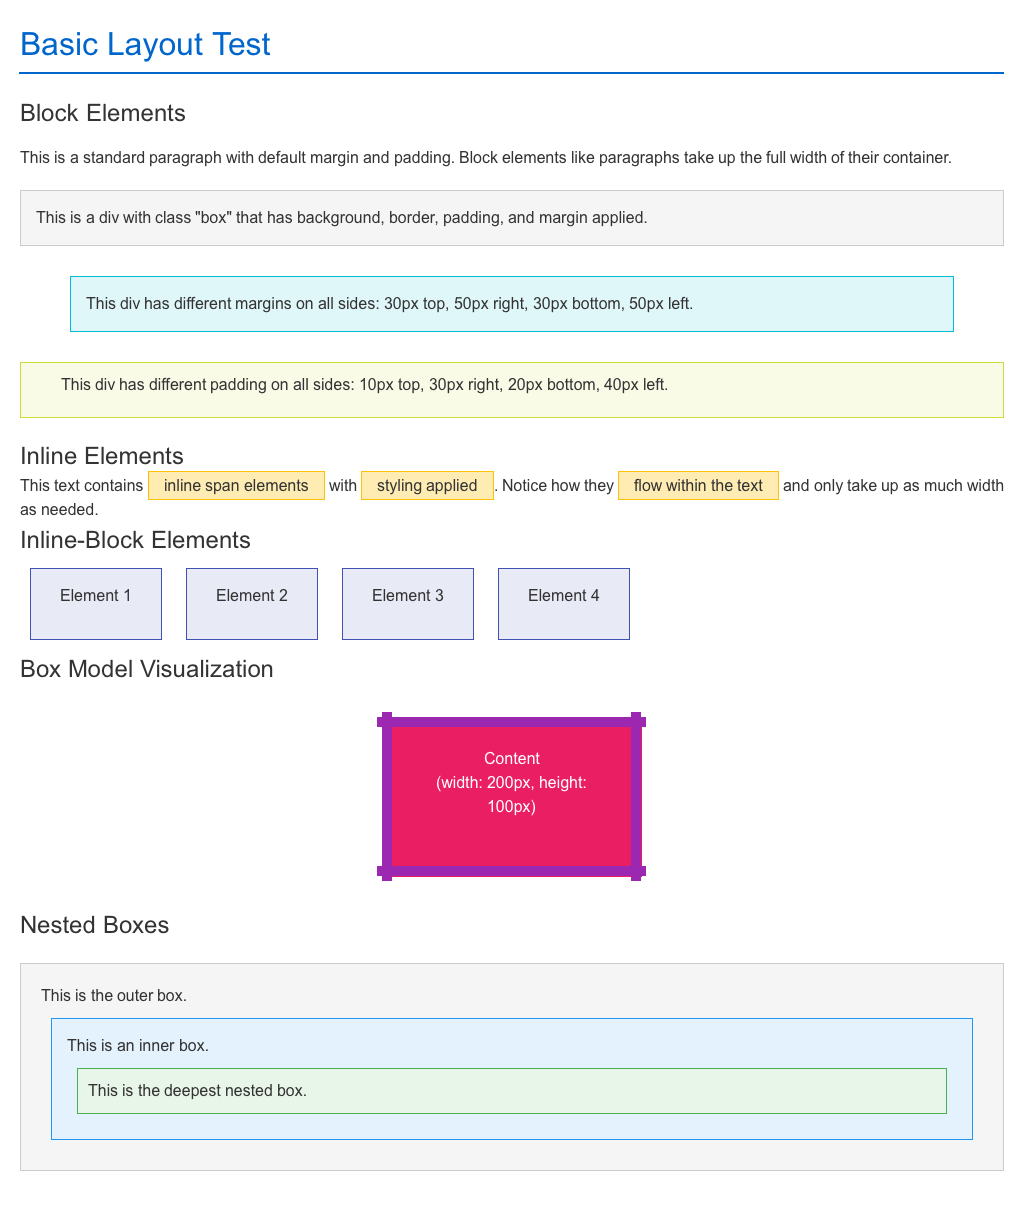 Basic Layout Test
Block Elements
This is a standard paragraph with default margin and padding. Block elements like paragraphs take up the full width of their container.
This is a div with class "box" that has background, border, padding, and margin applied.
This div has different margins on all sides: 30px top, 50px right, 30px bottom, 50px left.
This div has different padding on all sides: 10px top, 30px right, 20px bottom, 40px left.
Inline Elements
This text contains inline span elements with styling applied. Notice how they flow within the text and only take up as much width
as needed.
Inline-Block Elements
Element 1 Element 2 Element 3 Element 4
Box Model Visualization
Content
(width: 200px, height:
100px)
Nested Boxes
This is the outer box.
This is an inner box.
This is the deepest nested box.